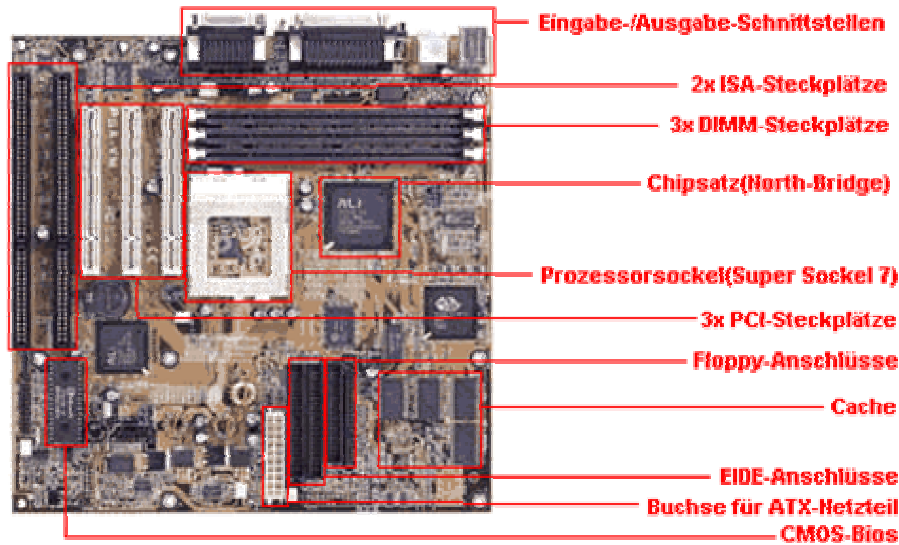 Eingabe-/Ausgabe-Schnittstellen
2x ISA-Steckplätze
3x DIMM-Steckplätze
Chipsatz(North-Bridge)
ALI
Prozessorsockel(Super Sockel 7)
3x PCI-Steckplätze
Floppy-Anschlüsse
Cache
EIDE-Anschlüsse
Buchse für ATX-Netzteil
CMOS-Bios